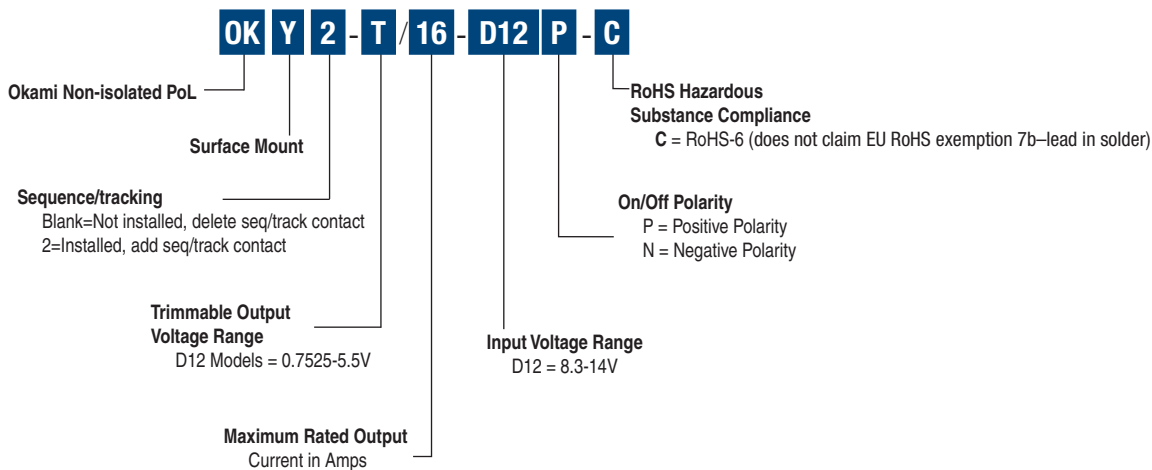 OK Y 2 - T / 16 - D12 P - C
Okami Non-isolated PoL
RoHS Hazardous
Substance Compliance
C = RoHS-6 (does not claim EU RoHS exemption 7b–lead in solder)
Surface Mount
Sequence/tracking
Blank=Not installed, delete seq/track contact
2=Installed, add seq/track contact
On/Off Polarity
P = Positive Polarity
N = Negative Polarity
Trimmable Output
Voltage Range
D12 Models = 0.7525-5.5V
Input Voltage Range
D12 = 8.3-14V
Maximum Rated Output
Current in Amps